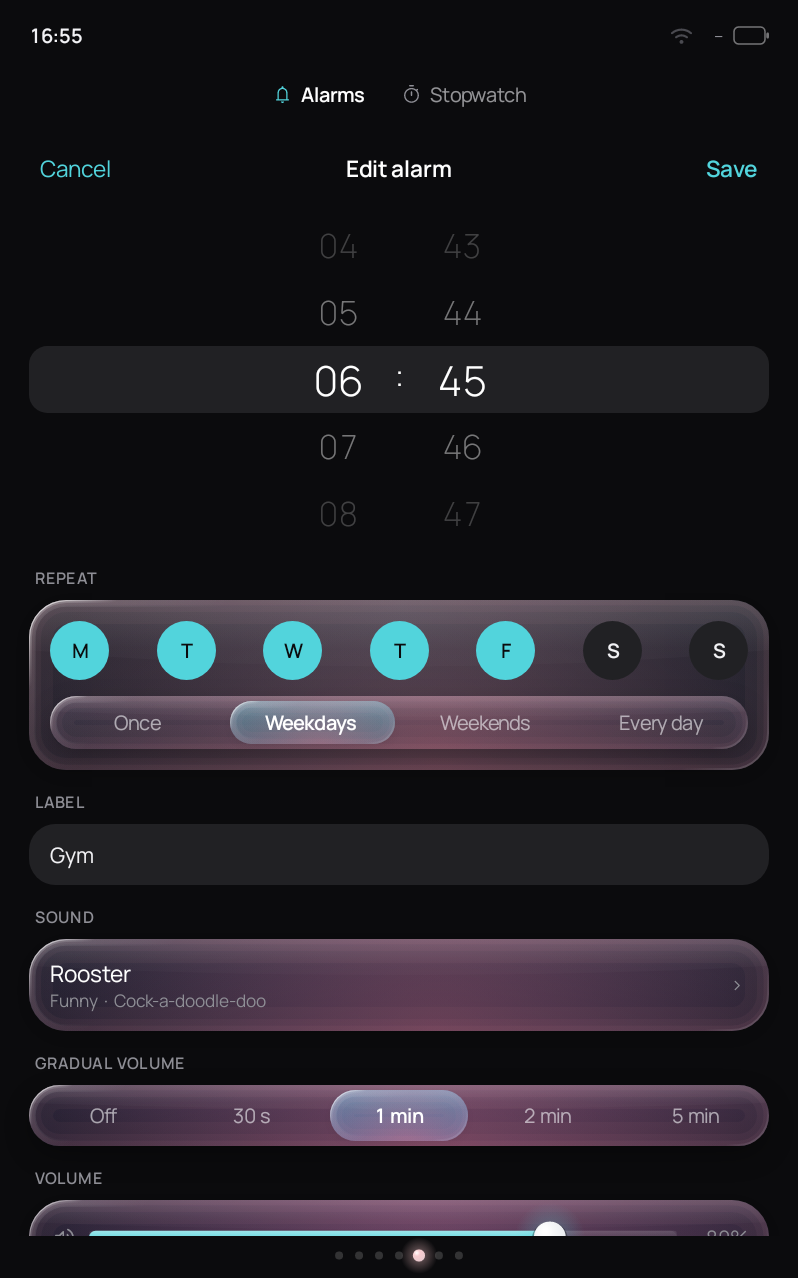 16:55
Alarms Stopwatch
Cancel Edit alarm Save
04 43
05 44
06 : 45
07 46
08 47
REPEAT
M T W T F S S
Once Weekdays Weekends Every day
LABEL
Gym
SOUND
Rooster
Funny · Cock-a-doodle-doo
GRADUAL VOLUME
Off 30 s 1 min 2 min 5 min
VOLUME